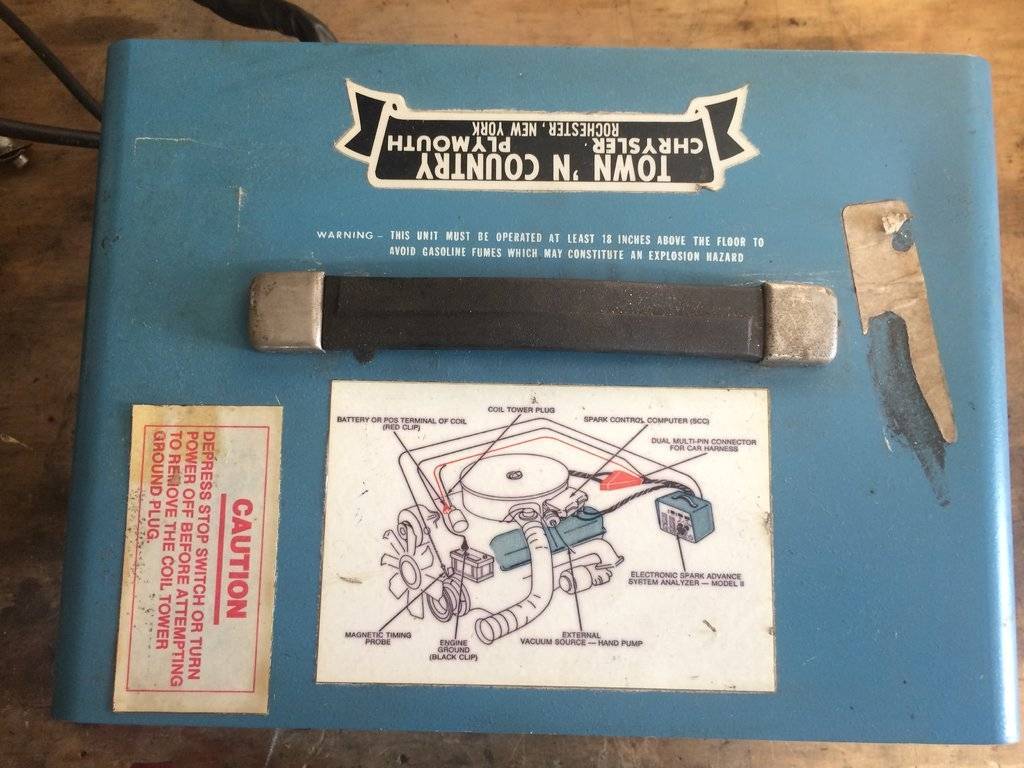 TOWN 'N COUNTRY
CHRYSLER PLYMOUTH
ROCHESTER, NEW YORK
WARNING – THIS UNIT MUST BE OPERATED AT LEAST 18 INCHES ABOVE THE FLOOR TO
AVOID GASOLINE FUMES WHICH MAY CONSTITUTE AN EXPLOSION HAZARD
CAUTION
DEPRESS STOP SWITCH OR TURN
POWER OFF BEFORE ATTEMPTING
TO REMOVE THE COIL TOWER
GROUND PLUG.
COIL TOWER PLUG
BATTERY OR POS TERMINAL OF COIL
(RED CLIP)
SPARK CONTROL COMPUTER (SCC)
DUAL MULTI-PIN CONNECTOR
FOR CAR HARNESS
ELECTRONIC SPARK ADVANCE
SYSTEM ANALYZER — MODEL II
MAGNETIC TIMING
PROBE
ENGINE
GROUND
(BLACK CLIP)
EXTERNAL
VACUUM SOURCE — HAND PUMP